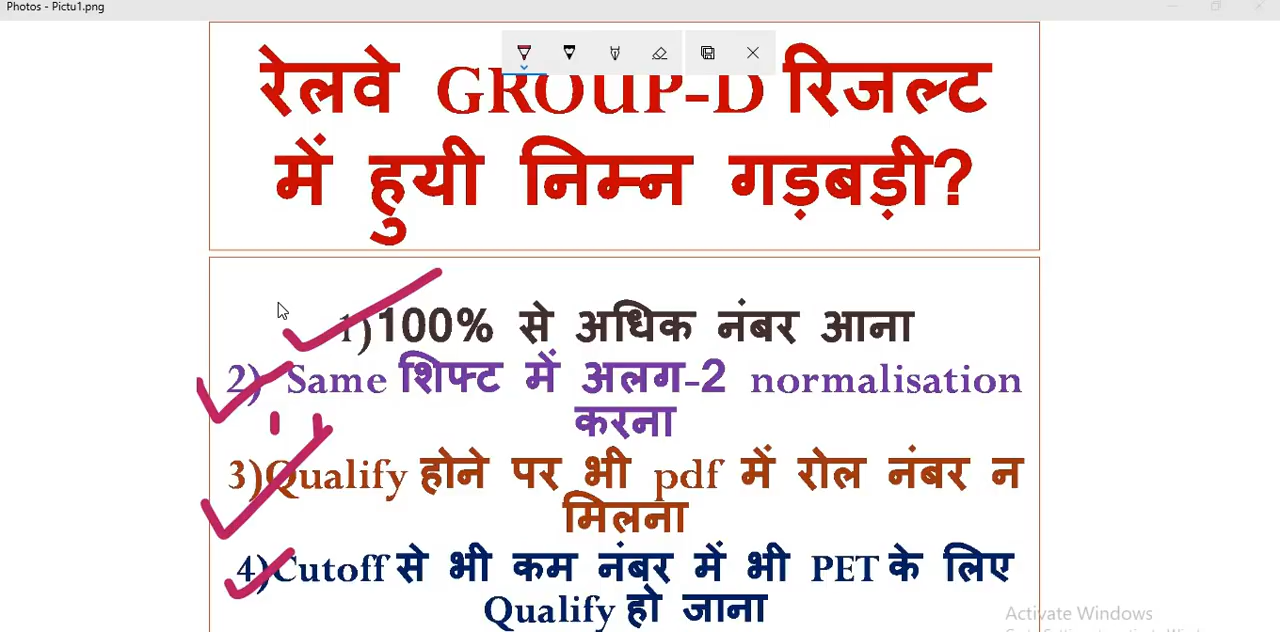 Photos - Pictu1.png
रेलवे GROUP-D रिजल्ट
में हुयी निम्न गड़बड़ी?
1)100% से अधिक नंबर आना
2) Same शिफ्ट में अलग-2 normalisation
करना
3)Qualify होने पर भी pdf में रोल नंबर न
मिलना
4)Cutoff से भी कम नंबर में भी PET के लिए
Qualify हो जाना
Activate Windows